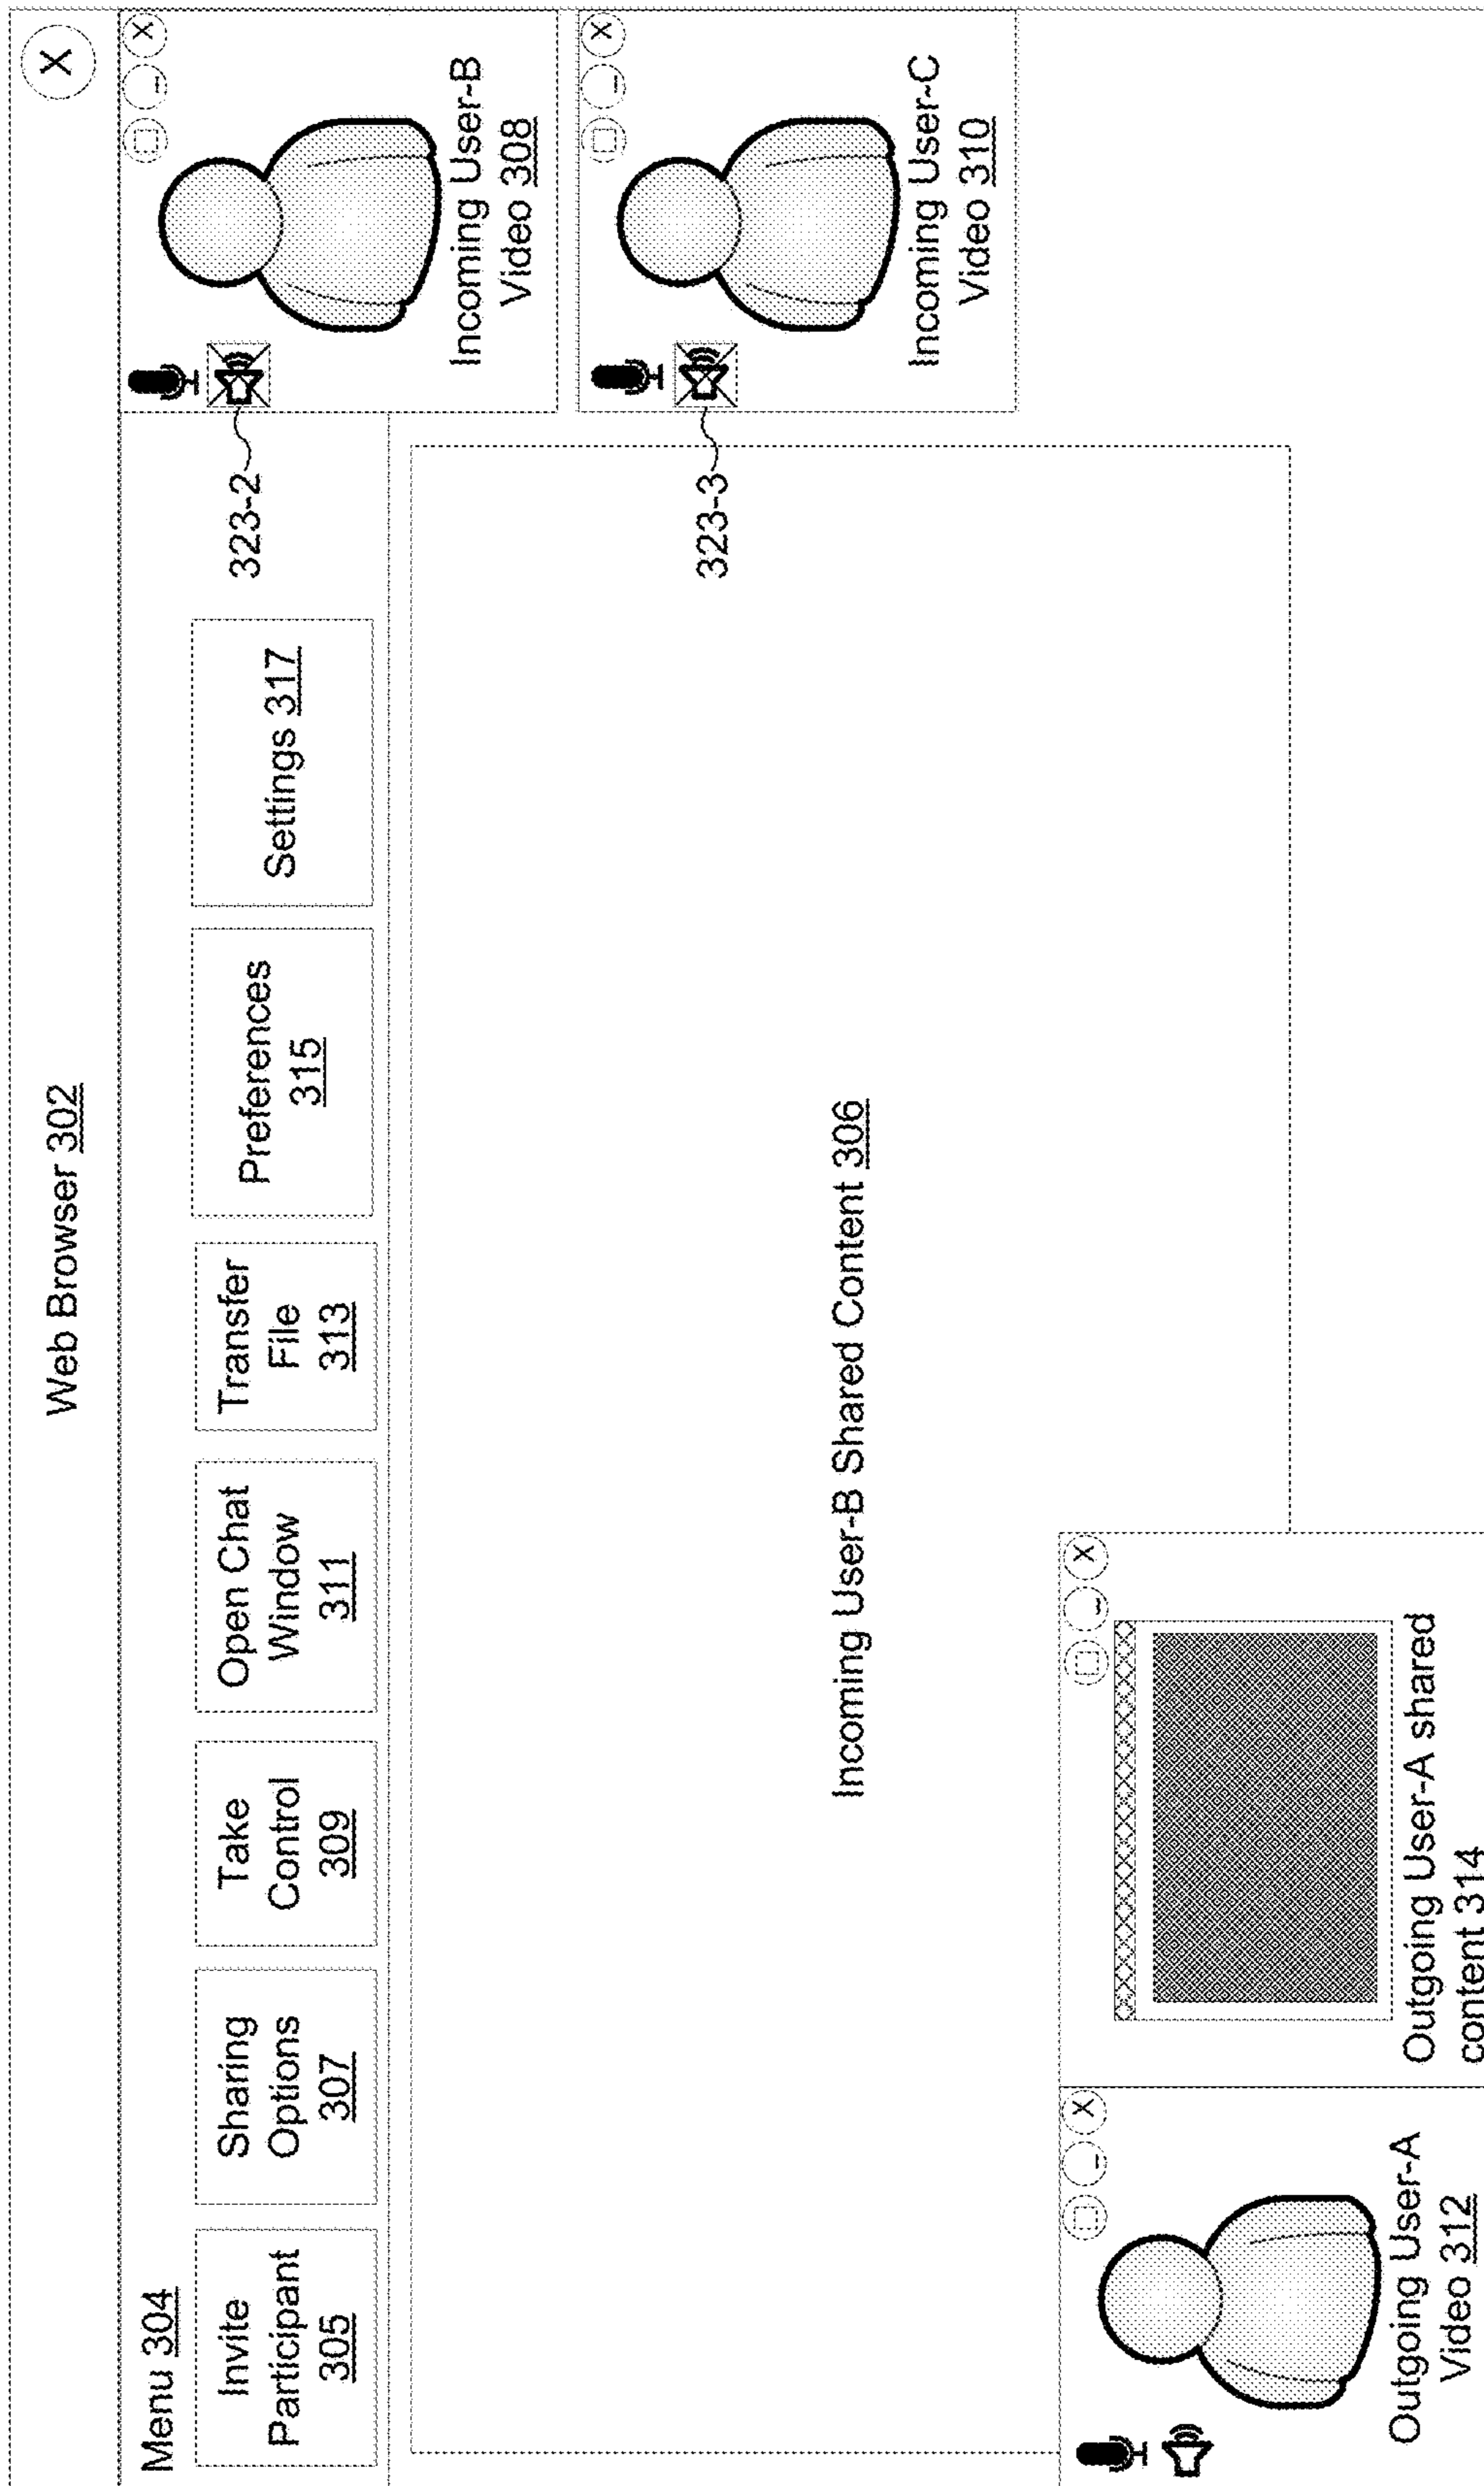 Web Browser 302
X
Menu 304
Invite
Participant
305
Sharing
Options
307
Take
Control
309
Open Chat
Window
311
Transfer
File
313
Preferences
315
Settings 317
323-2
X
Incoming User-B
Video 308
323-3
X
Incoming User-C
Video 310
Incoming User-B Shared Content 306
X
Outgoing User-A
Video 312
X
Outgoing User-A shared
content 314